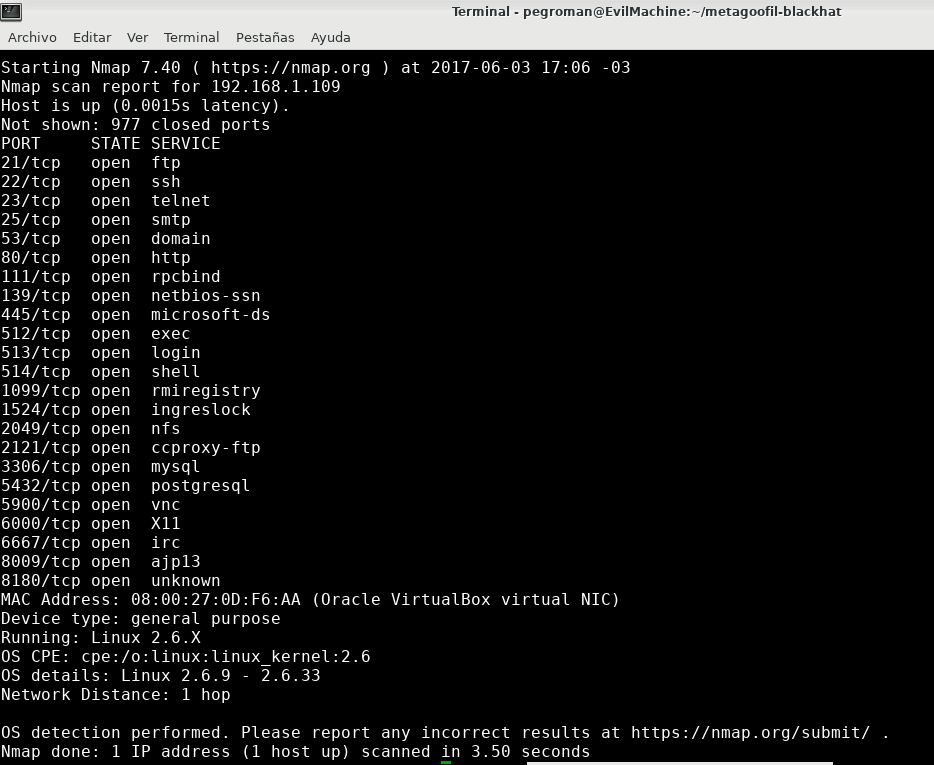 Terminal - pegroman@EvilMachine:~/metagoofil-blackhat
Archivo Editar Ver Terminal Pestañas Ayuda
Starting Nmap 7.40 ( https://nmap.org ) at 2017-06-03 17:06 -03
Nmap scan report for 192.168.1.109
Host is up (0.0015s latency).
Not shown: 977 closed ports
PORT     STATE SERVICE
21/tcp   open  ftp
22/tcp   open  ssh
23/tcp   open  telnet
25/tcp   open  smtp
53/tcp   open  domain
80/tcp   open  http
111/tcp  open  rpcbind
139/tcp  open  netbios-ssn
445/tcp  open  microsoft-ds
512/tcp  open  exec
513/tcp  open  login
514/tcp  open  shell
1099/tcp open  rmiregistry
1524/tcp open  ingreslock
2049/tcp open  nfs
2121/tcp open  ccproxy-ftp
3306/tcp open  mysql
5432/tcp open  postgresql
5900/tcp open  vnc
6000/tcp open  X11
6667/tcp open  irc
8009/tcp open  ajp13
8180/tcp open  unknown
MAC Address: 08:00:27:0D:F6:AA (Oracle VirtualBox virtual NIC)
Device type: general purpose
Running: Linux 2.6.X
OS CPE: cpe:/o:linux:linux_kernel:2.6
OS details: Linux 2.6.9 - 2.6.33
Network Distance: 1 hop
OS detection performed. Please report any incorrect results at https://nmap.org/submit/ .
Nmap done: 1 IP address (1 host up) scanned in 3.50 seconds